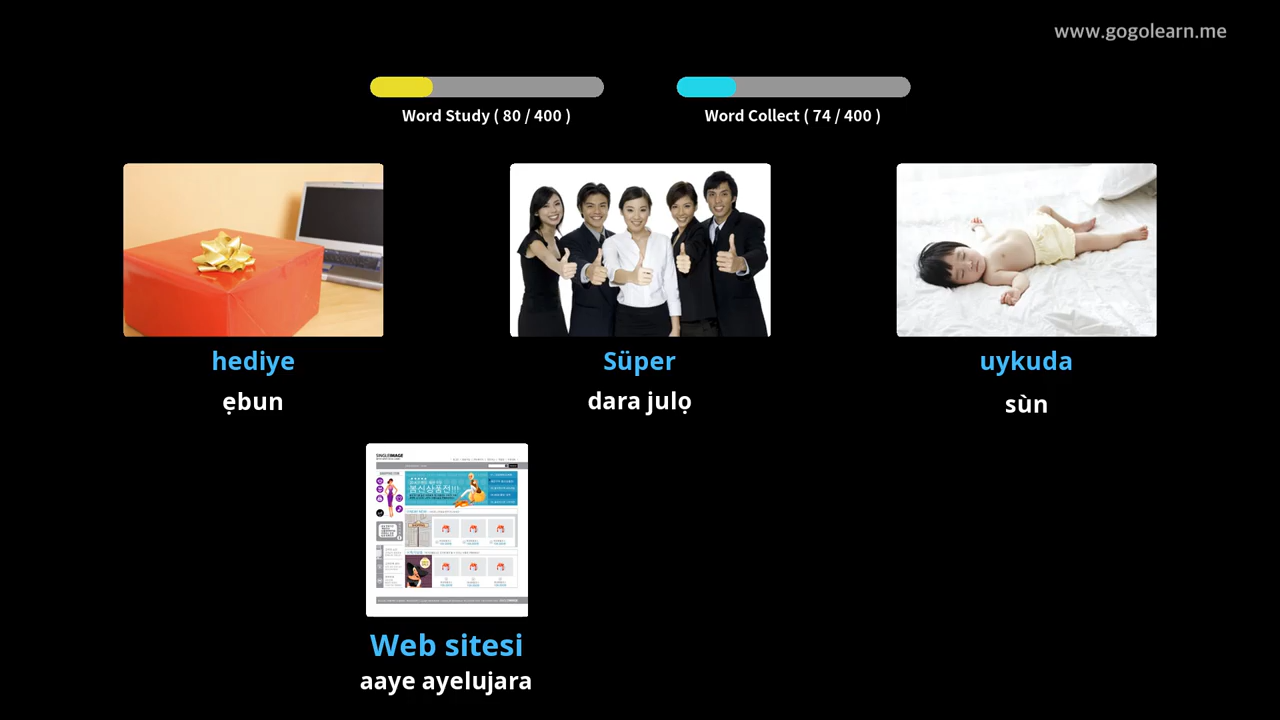 www.gogolearn.me
Word Study ( 80 / 400 )
Word Collect ( 74 / 400 )
hediye
Süper
uykuda
ẹbun
dara julọ
sùn
Web sitesi
aaye ayelujara